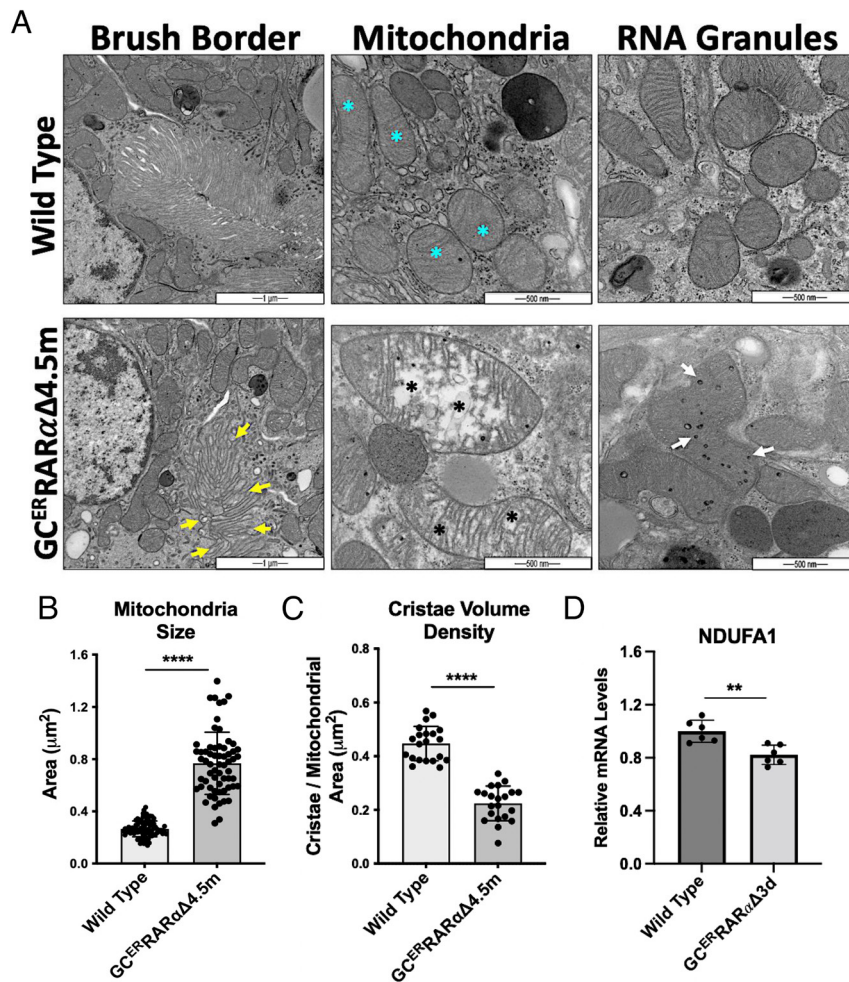 A
Brush Border Mitochondria RNA Granules
Wild Type
1 µm
500 nm
500 nm
GCᴱᴿRARαΔ4.5m
1 µm
500 nm
500 nm
B
Mitochondria
Size
****
Area (µm²)
1.6
1.2
0.8
0.4
0.0
Wild Type
GCᴱᴿRARαΔ4.5m
C
Cristae Volume
Density
****
Cristae / Mitochondrial
Area (µm²)
0.8
0.6
0.4
0.2
0.0
Wild Type
GCᴱᴿRARαΔ4.5m
D
NDUFA1
**
Relative mRNA Levels
1.6
1.2
0.8
0.4
0.0
Wild Type
GCᴱᴿRARαΔ3d